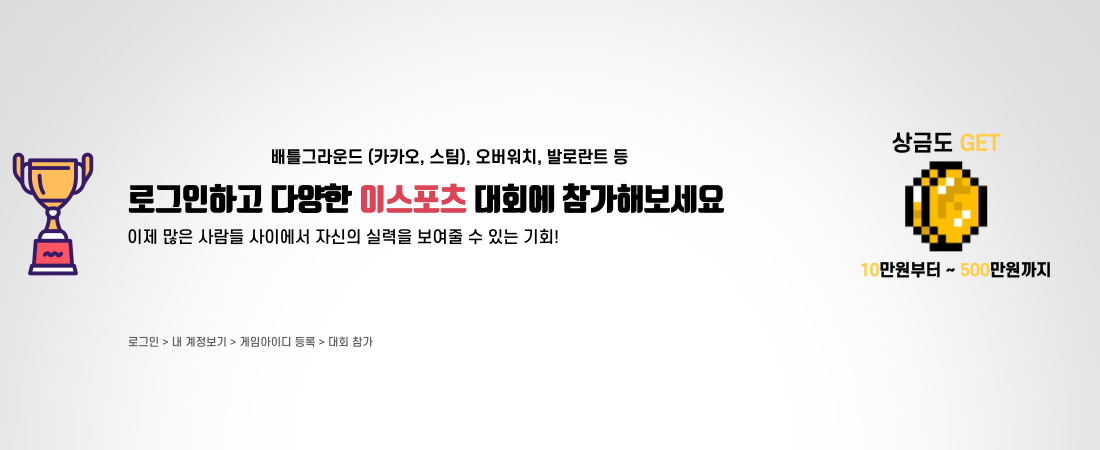 배틀그라운드 (카카오, 스팀), 오버워치, 발로란트 등
로그인하고 다양한 이스포츠 대회에 참가해보세요
이제 많은 사람들 사이에서 자신의 실력을 보여줄 수 있는 기회!
로그인 > 내 계정보기 > 게임아이디 등록 > 대회 참가
상금도 GET
10만원부터 ~ 500만원까지